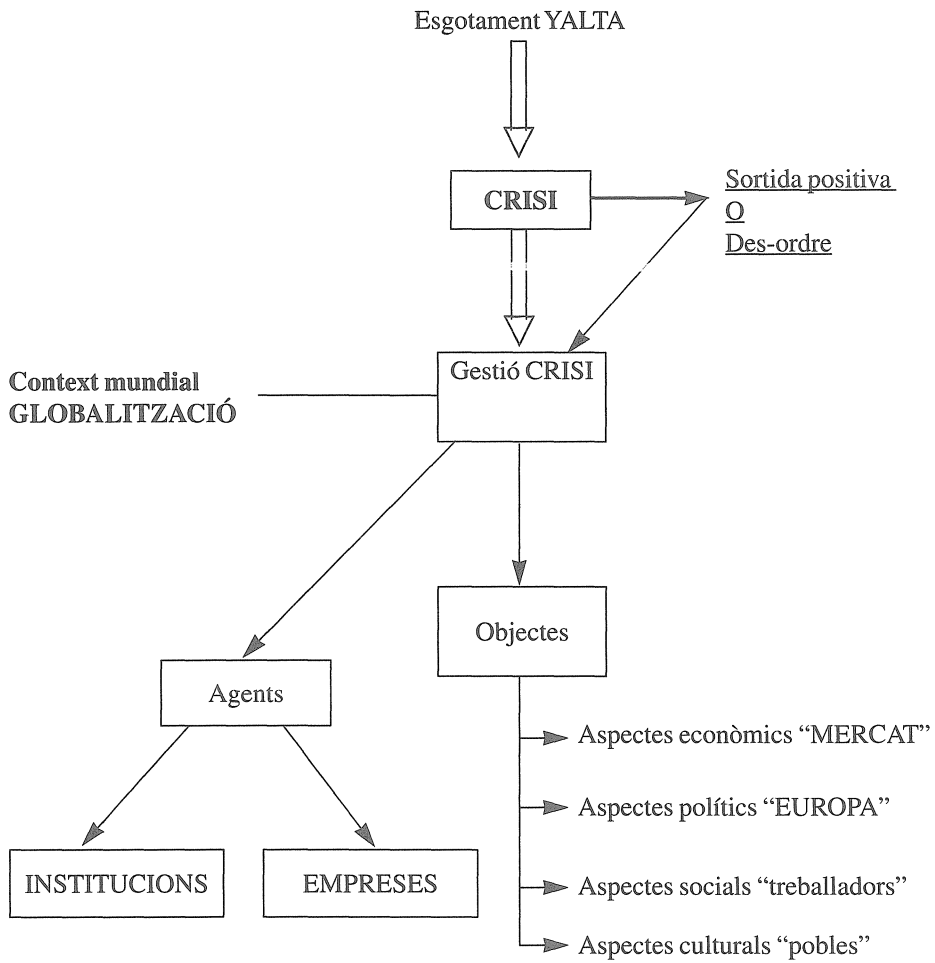 Esgotament YALTA
CRISI
Sortida positiva
O
Des-ordre
Gestió CRISI
Context mundial
GLOBALITZACIÓ
Objectes
Agents
Aspectes econòmics “MERCAT”
Aspectes polítics “EUROPA”
INSTITUCIONS
EMPRESES
Aspectes socials “treballadors”
Aspectes culturals “pobles”